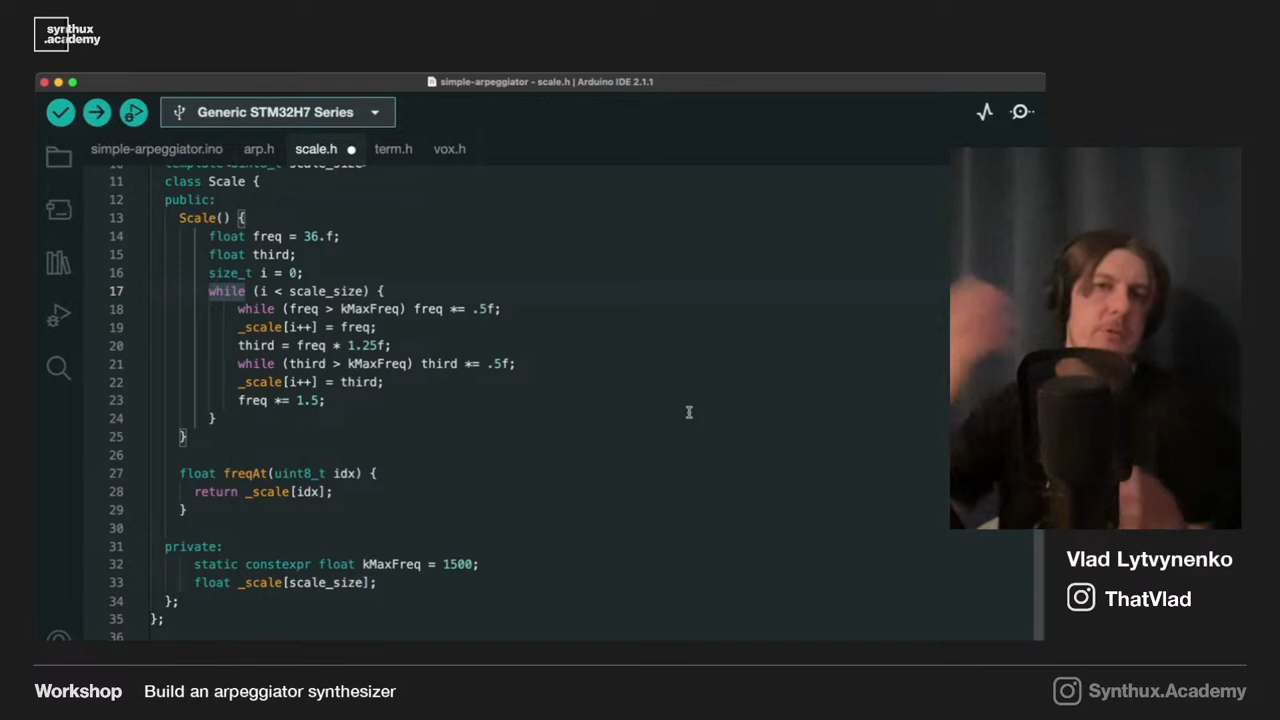 synthux
.academy
simple-arpeggiator - scale.h | Arduino IDE 2.1.1
Generic STM32H7 Series
simple-arpeggiator.ino arp.h scale.h term.h vox.h
10 template<uint8_t scale_size>
11 class Scale {
12 public:
13 Scale() {
14 float freq = 36.f;
15 float third;
16 size_t i = 0;
17 while (i < scale_size) {
18 while (freq > kMaxFreq) freq *= .5f;
19 _scale[i++] = freq;
20 third = freq * 1.25f;
21 while (third > kMaxFreq) third *= .5f;
22 _scale[i++] = third;
23 freq *= 1.5;
24 }
25 }
26
27 float freqAt(uint8_t idx) {
28 return _scale[idx];
29 }
30
31 private:
32 static constexpr float kMaxFreq = 1500;
33 float _scale[scale_size];
34 };
35 };
36
Vlad Lytvynenko
ThatVlad
Workshop Build an arpeggiator synthesizer
Synthux.Academy